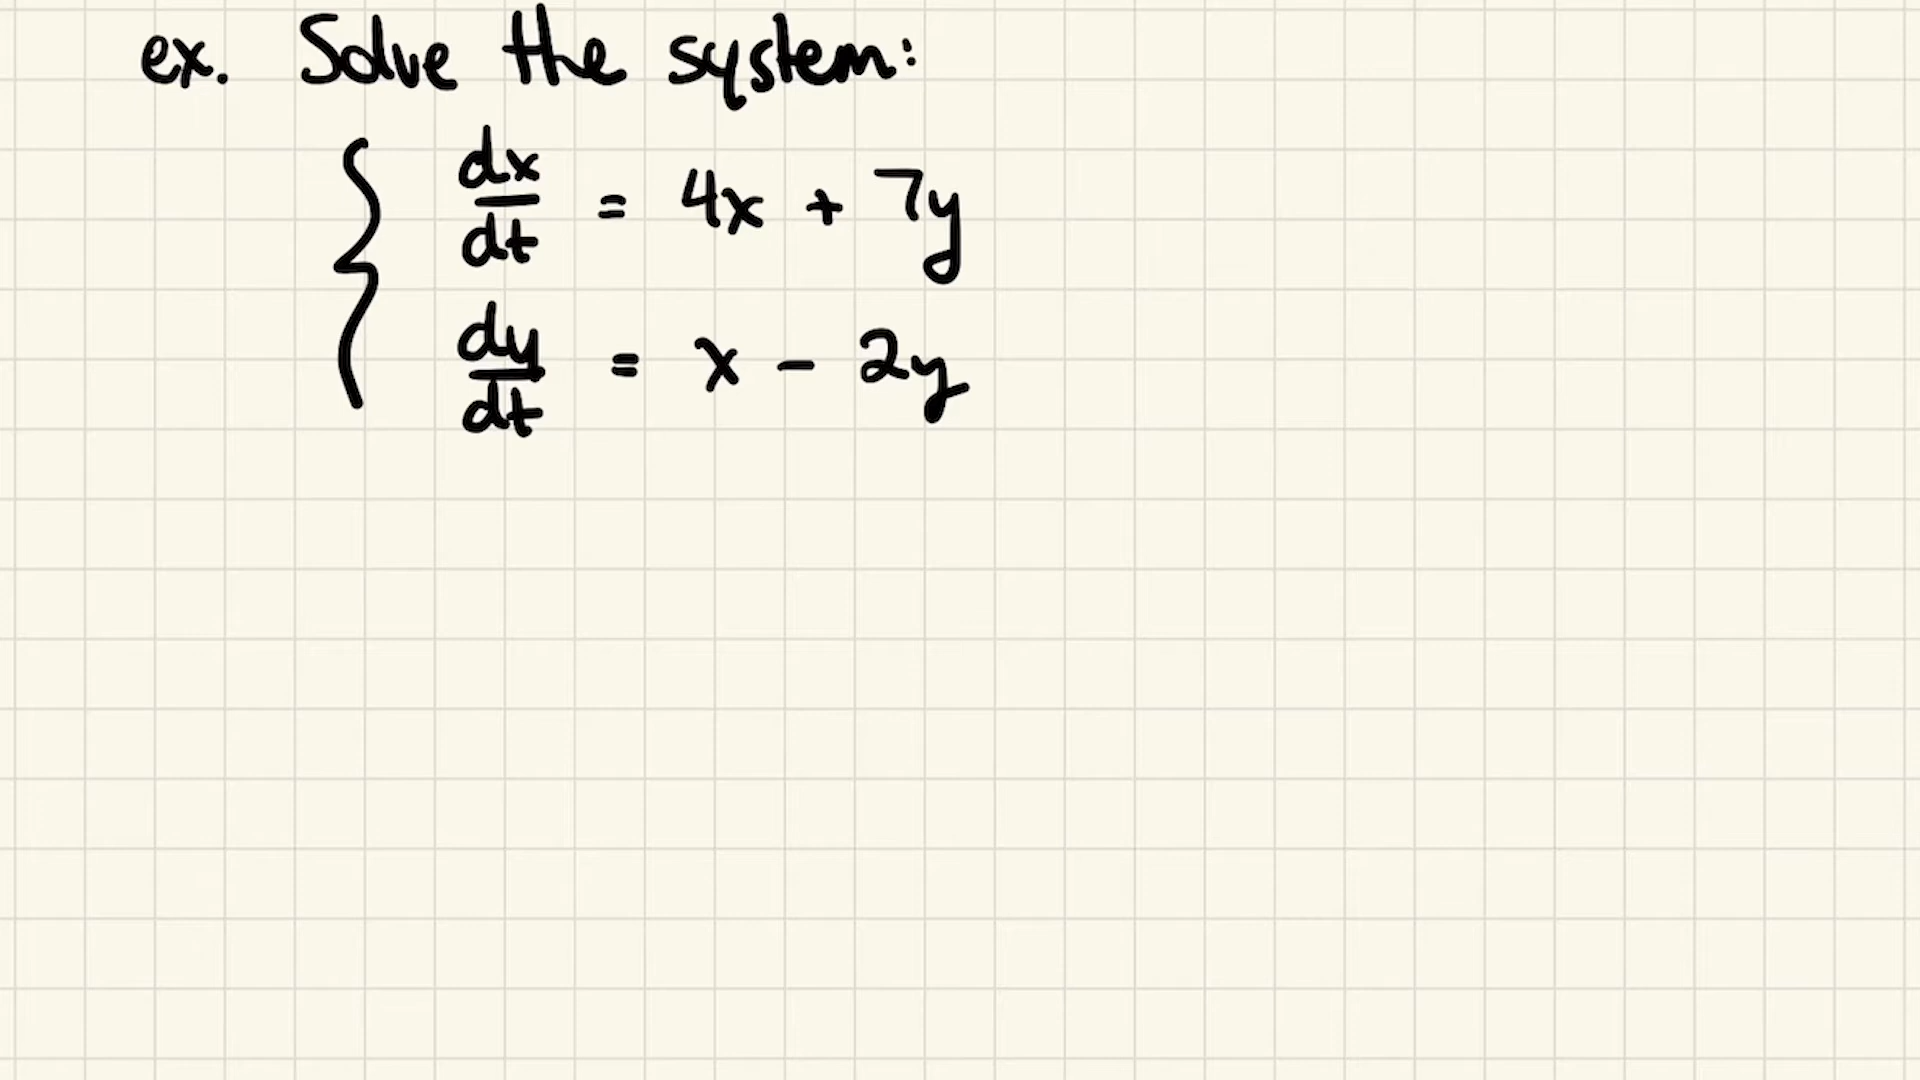 ex. Solve the system:
{ dx/dt = 4x + 7y
dy/dt = x - 2y